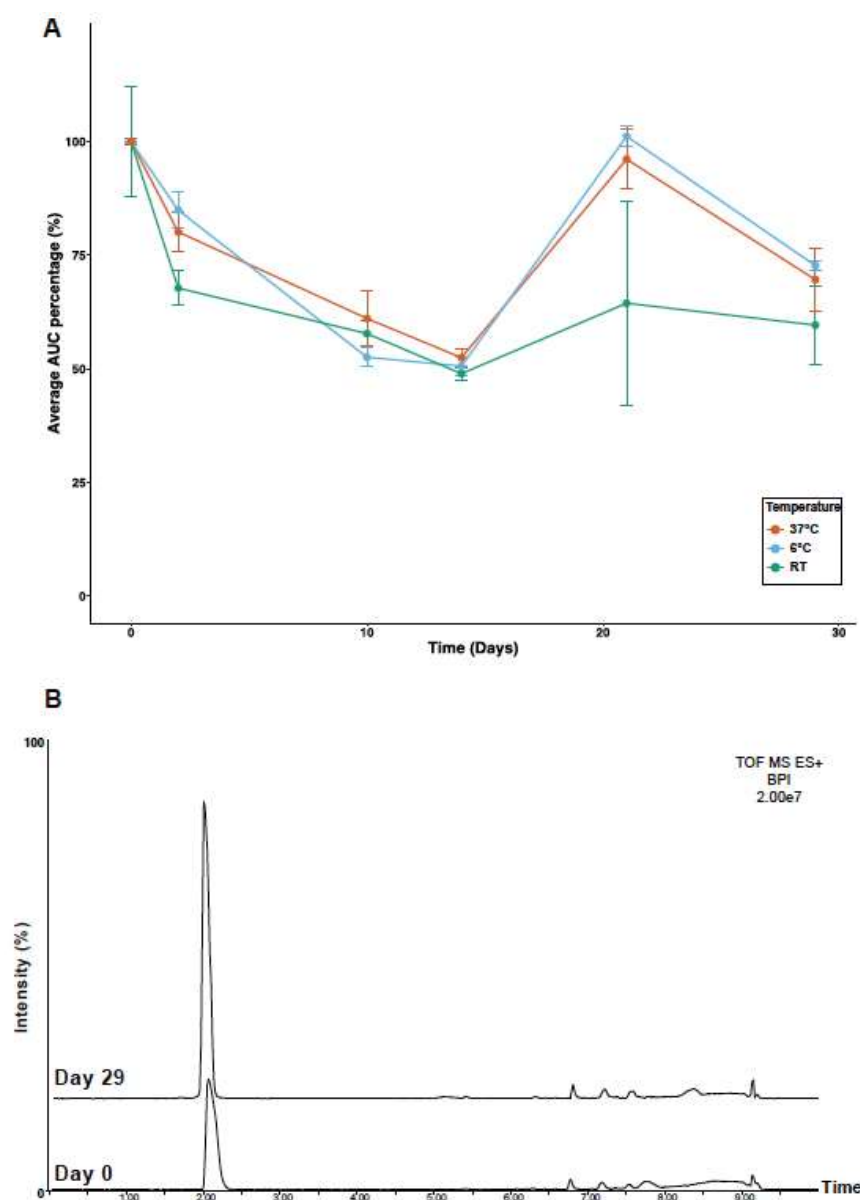 A
Average AUC percentage (%)
100
75
50
25
0
0 10 20 30
Time (Days)
Temperature
37°C
6°C
RT
B
100
TOF MS ES+
BPI
2.00e7
Intensity (%)
Day 29
Day 0
0
1.00 2.00 3.00 4.00 5.00 6.00 7.00 8.00 9.00
Time